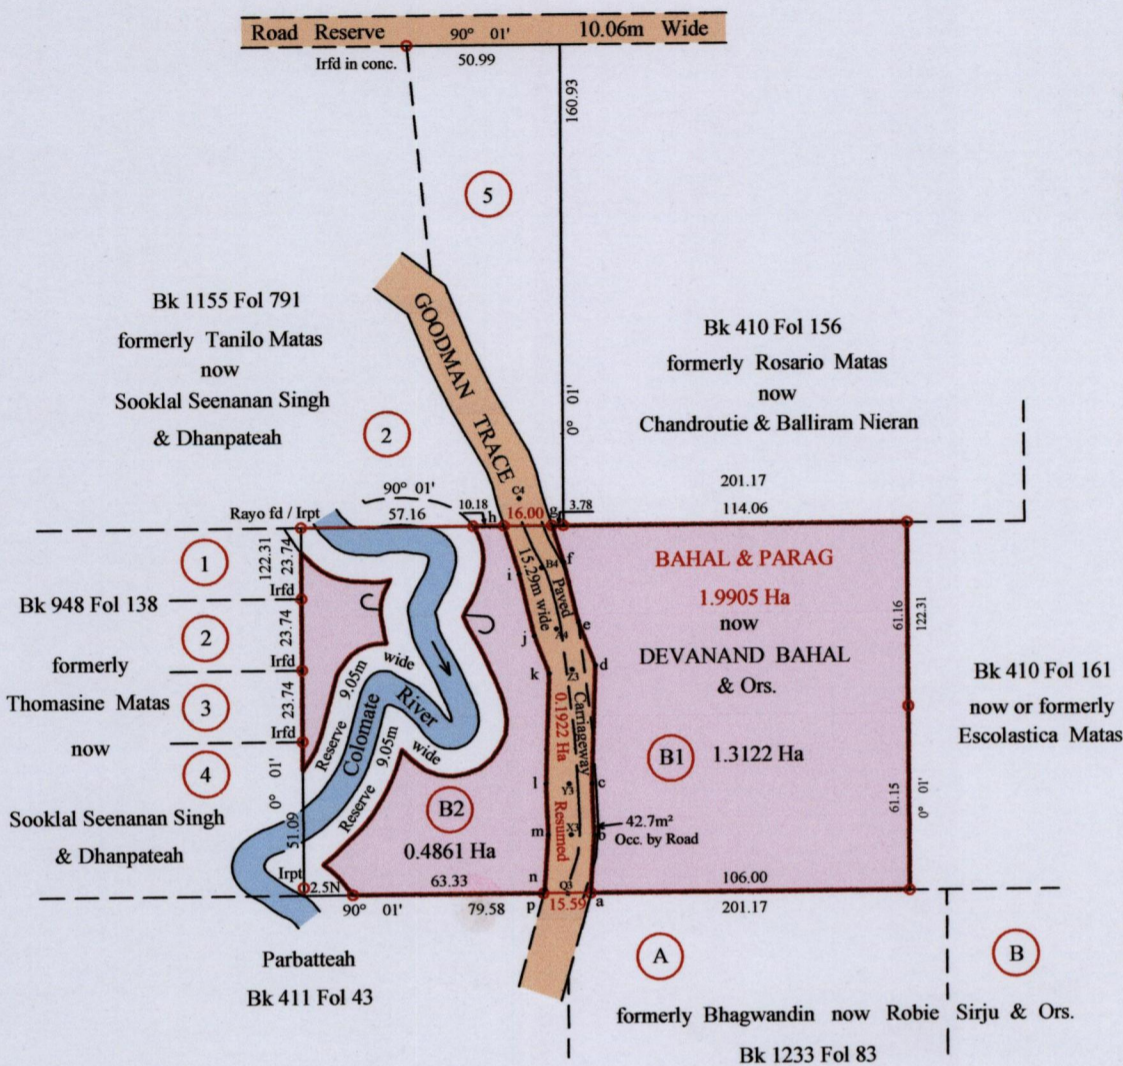 Road Reserve 90° 01' 10.06m Wide
Irfd in conc.
50.99
160.93
5
Bk 1155 Fol 791
formerly Tanilo Matas
now
Sooklal Seenanan Singh
& Dhanpateah
2
GOODMAN TRACE
0° 01'
Bk 410 Fol 156
formerly Rosario Matas
now
Chandroutie & Balliram Nieran
90° 01'
201.17
Rayo fd / Irpt
57.16
10.18
h
16.00
g
3.78
114.06
1
122.31
23.74
Irfd
Bk 948 Fol 138
2
23.74
Irfd
formerly
Thomasine Matas
3
23.74
Irfd
now
4
0° 01'
51.09
Sooklal Seenanan Singh
& Dhanpateah
Irpt
2.5N
9.05m wide
Reserve
Colomate River
9.05m wide
Reserve
B2
0.4861 Ha
63.33
90° 01'
79.58
i
j
k
l
m
n
p
15.29m wide
Paved
Carriageway
0.1922 Ha
Resumed
B4
Q3
15.59
f
e
d
c
b
a
BAHAL & PARAG
1.9905 Ha
now
DEVANAND BAHAL
& Ors.
B1
1.3122 Ha
42.7m²
Occ. by Road
61.16
122.31
61.15
0° 01'
106.00
201.17
Bk 410 Fol 161
now or formerly
Escolastica Matas
Parbatteah
Bk 411 Fol 43
A
B
formerly Bhagwandin now Robie Sirju & Ors.
Bk 1233 Fol 83